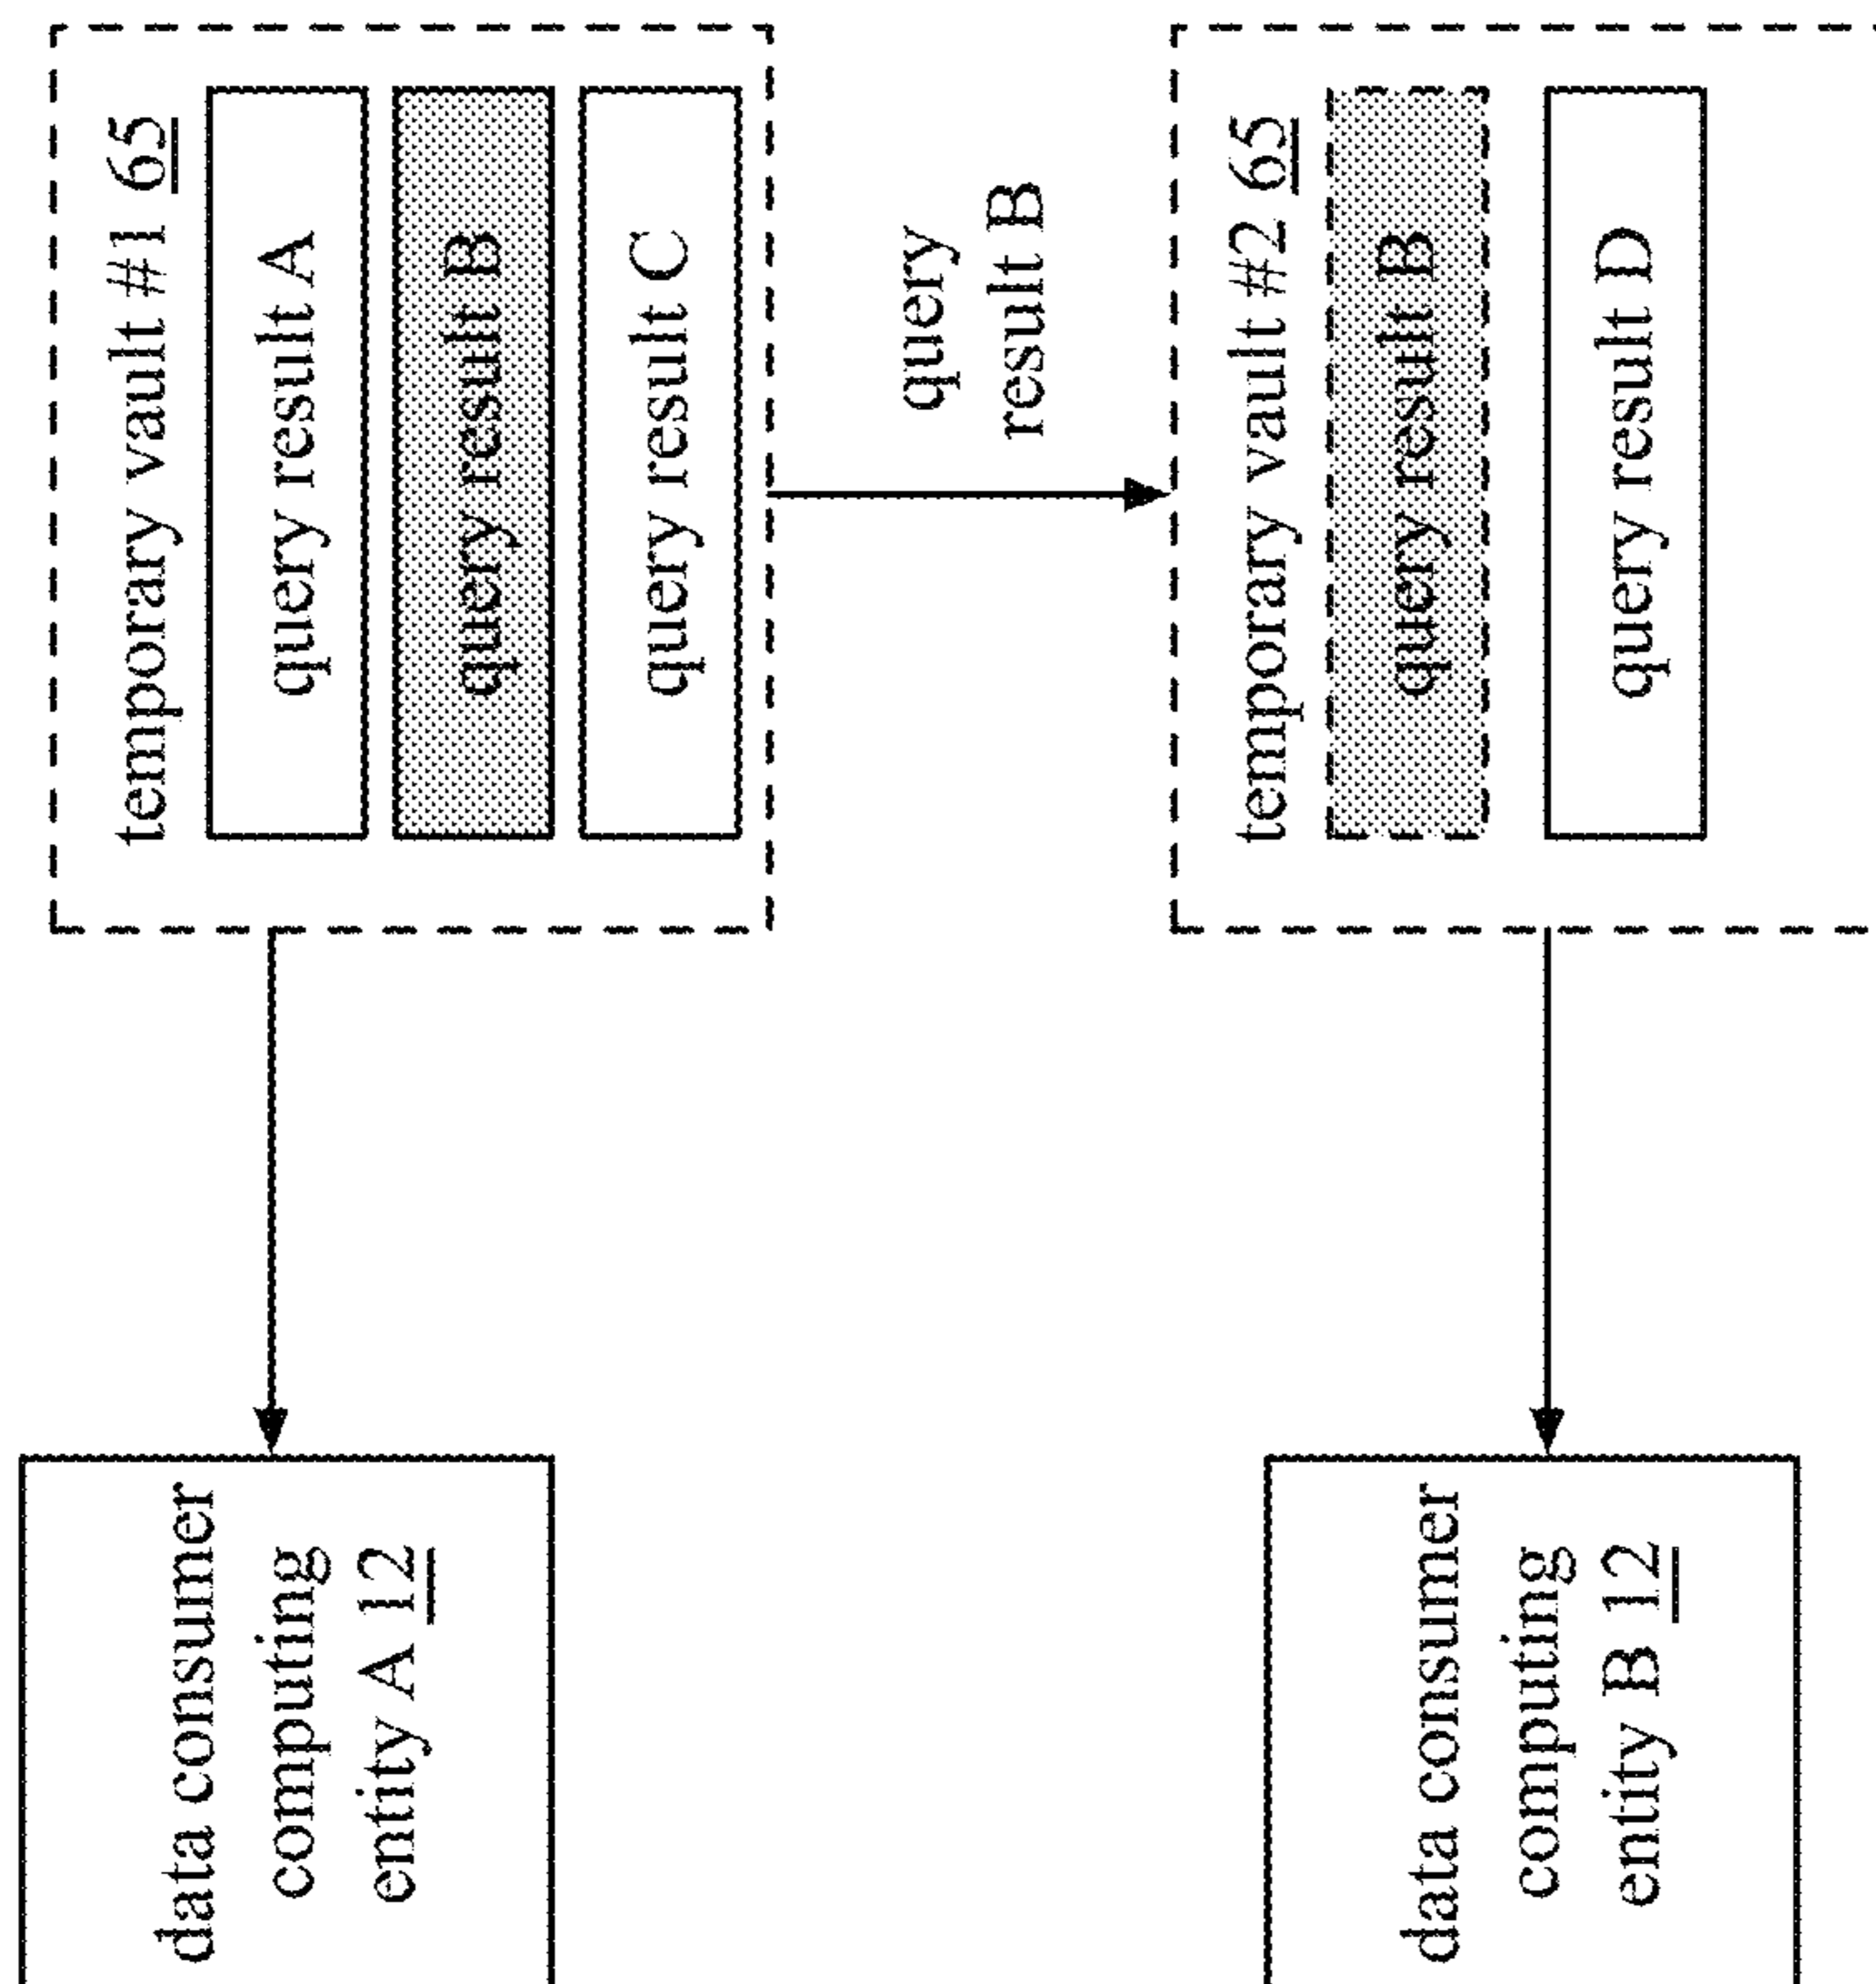 data consumer
computing
entity A 12
temporary vault #1 65
query result A
query result B
query result C
query
result B
data consumer
computing
entity B 12
temporary vault #2 65
query result B
query result D